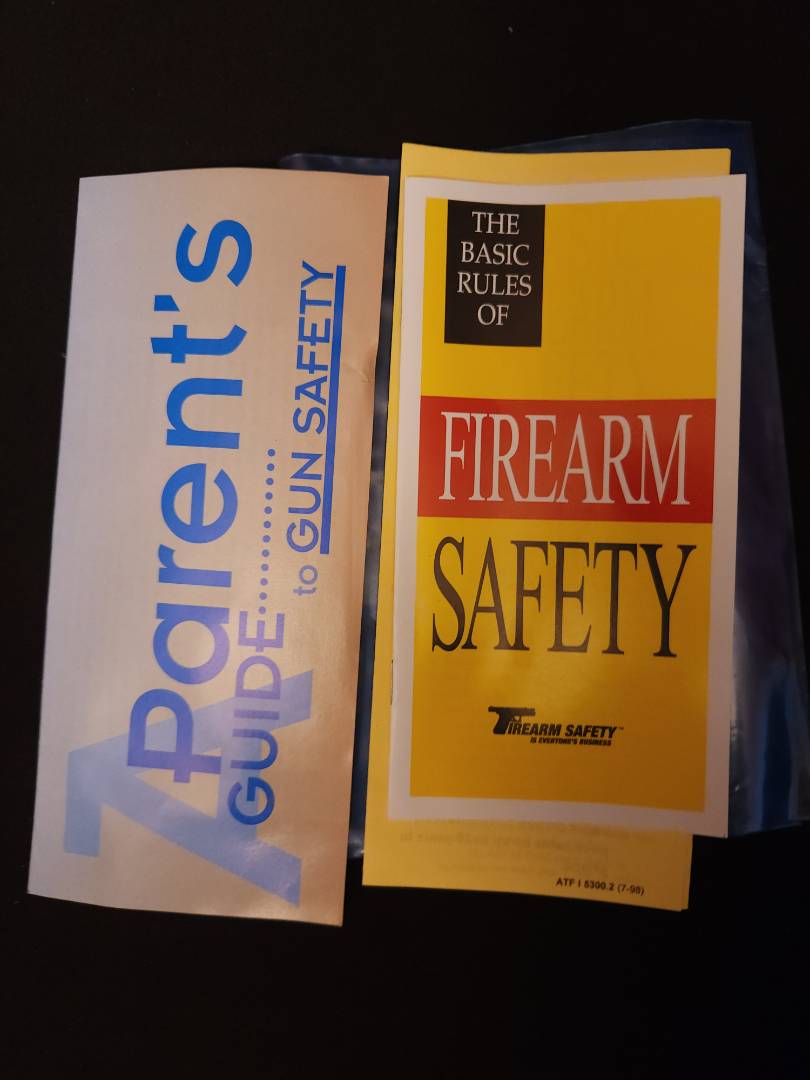 A
Parent's
GUIDE............
to GUN SAFETY
THE
BASIC
RULES
OF
FIREARM
SAFETY
FIREARM SAFETY™
IS EVERYONE'S BUSINESS
ATF I 5300.2 (7-98)